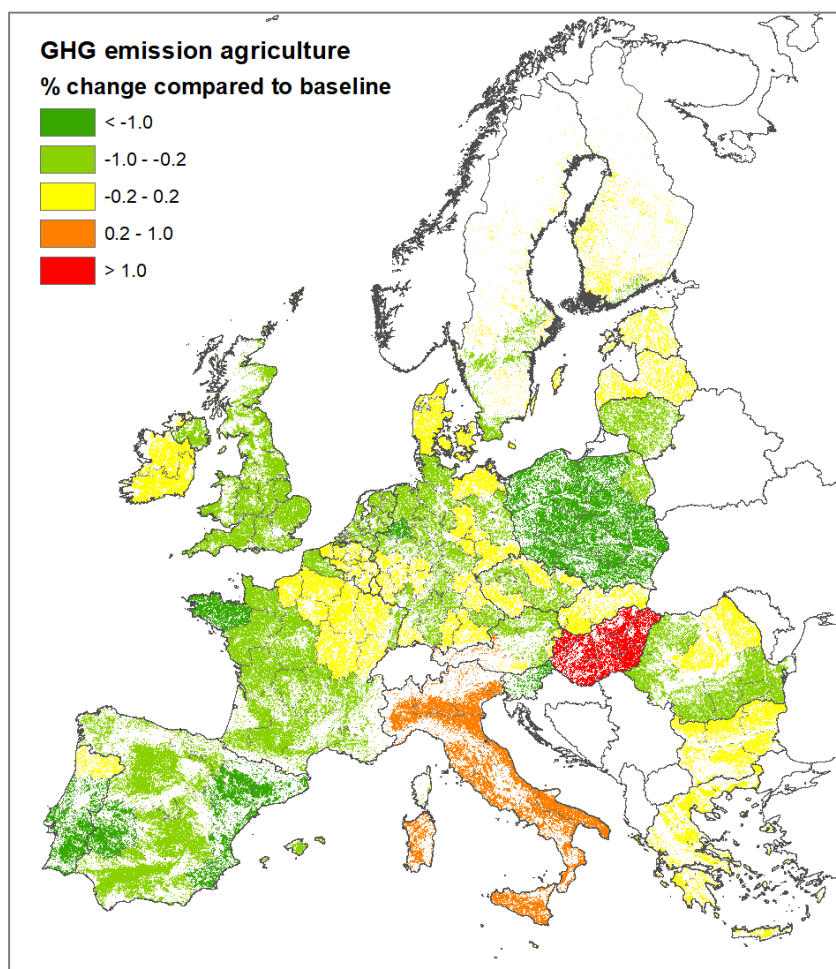 GHG emission agriculture
% change compared to baseline
< -1.0
-1.0 - -0.2
-0.2 - 0.2
0.2 - 1.0
> 1.0